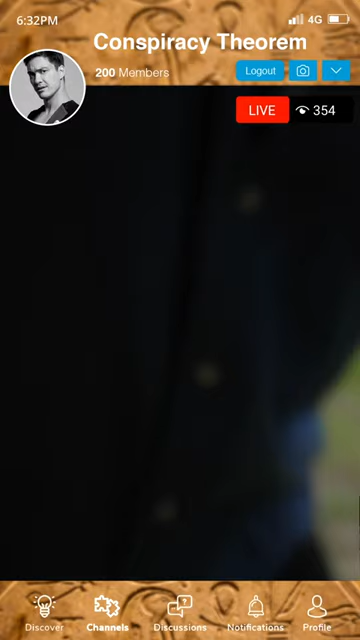 6:32PM
4G
Conspiracy Theorem
200 Members
Logout
LIVE
354
?
Discover
Channels
Discussions
Notifications
Profile